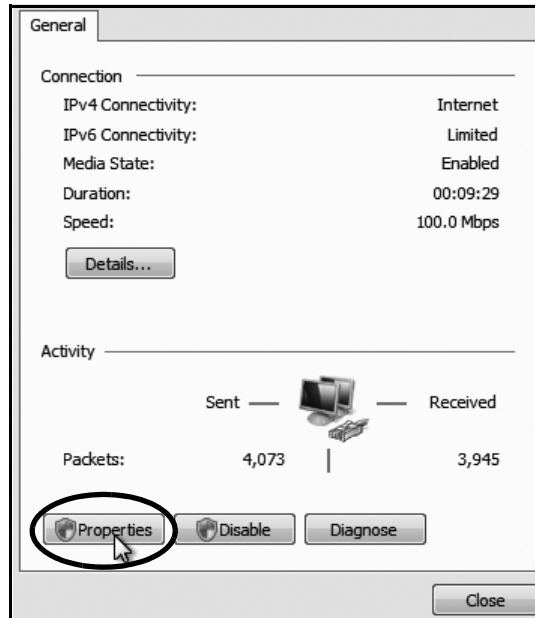 General
Connection
IPv4 Connectivity: Internet
IPv6 Connectivity: Limited
Media State: Enabled
Duration: 00:09:29
Speed: 100.0 Mbps
Details...
Activity
Sent Received
Packets: 4,073 3,945
Properties Disable Diagnose
Close